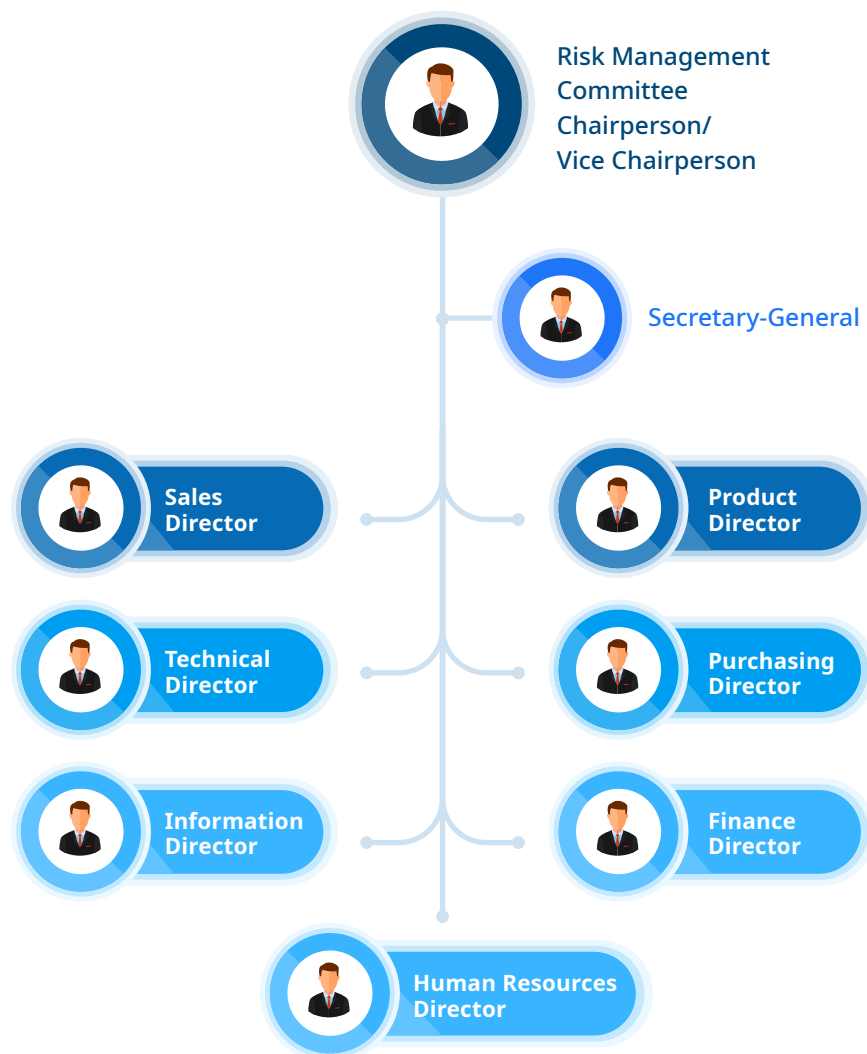 Risk Management
Committee
Chairperson/
Vice Chairperson
Secretary-General
Sales
Director
Product
Director
Technical
Director
Purchasing
Director
Information
Director
Finance
Director
Human Resources
Director